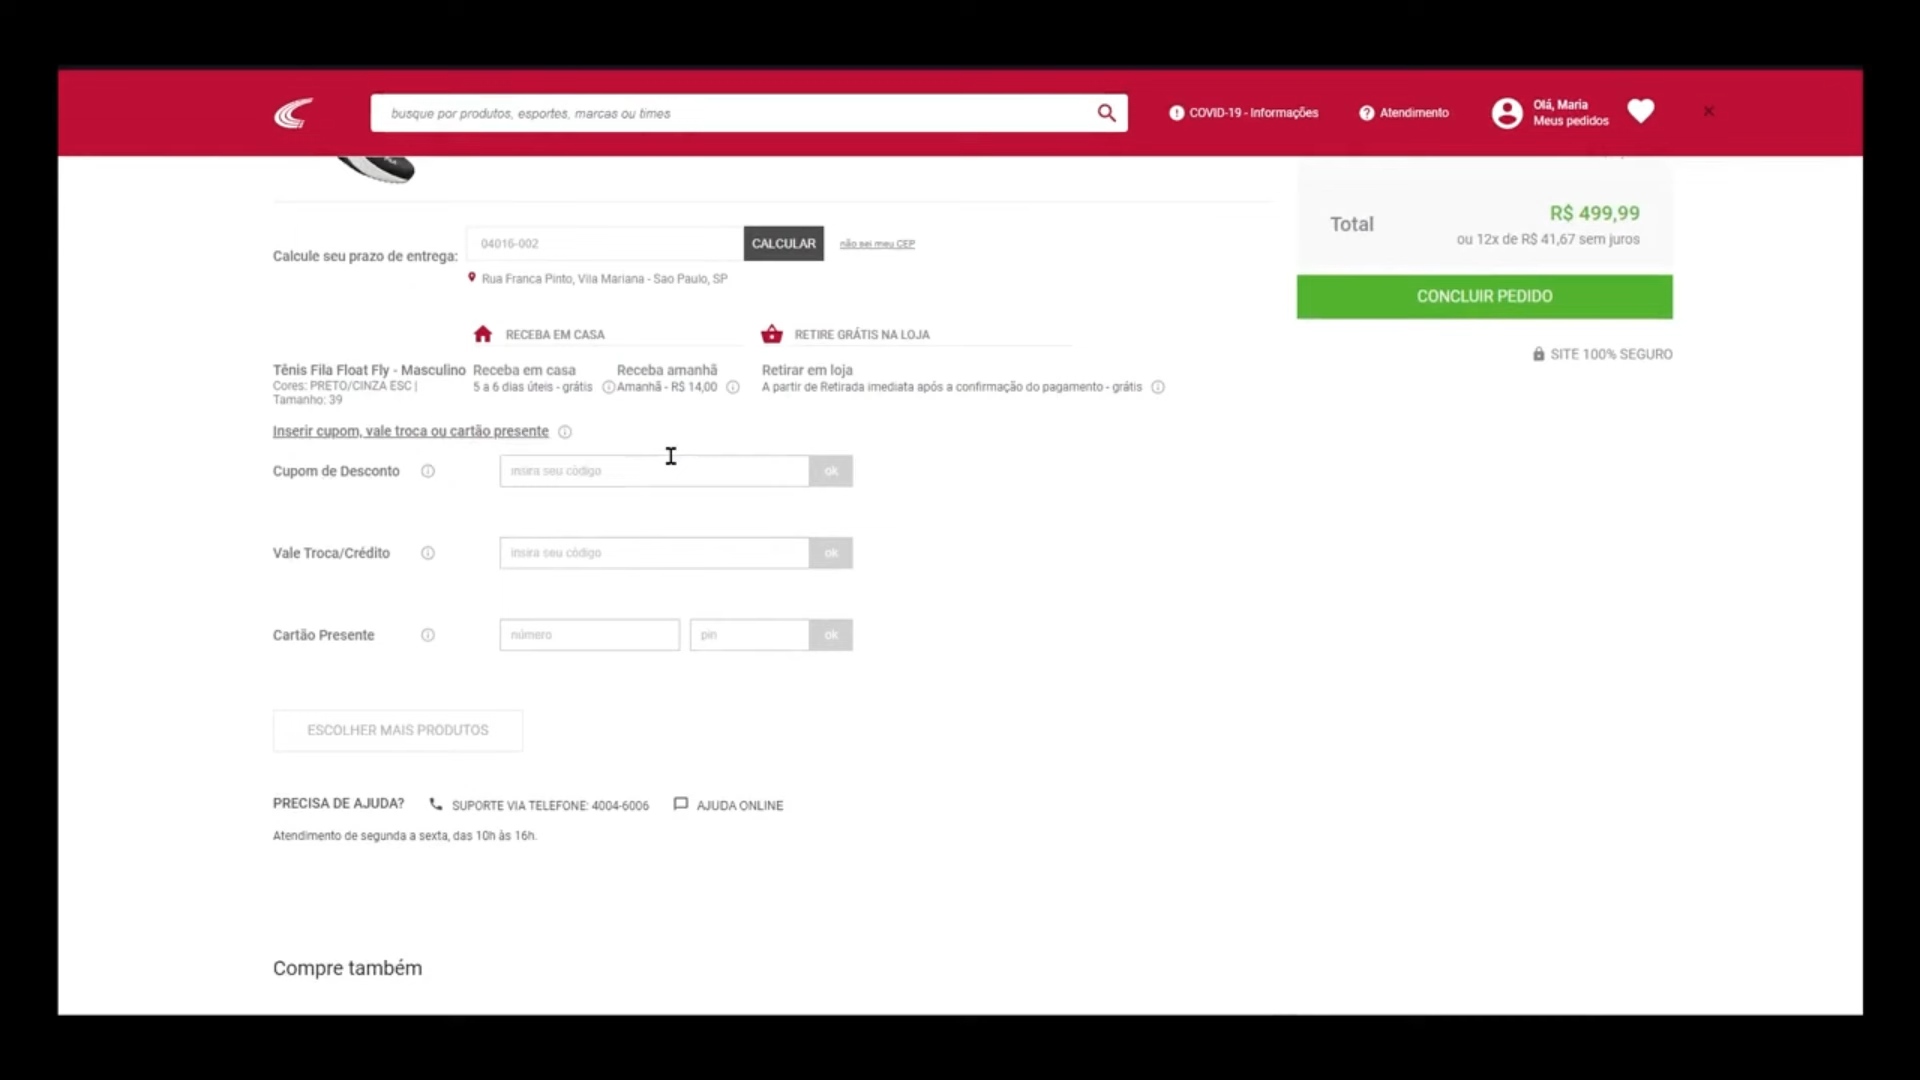 busque por produtos, esportes, marcas ou times
COVID-19 - Informações
Atendimento
Olá, Maria
Meus pedidos
Total
R$ 499,99
ou 12x de R$ 41,67 sem juros
CONCLUIR PEDIDO
SITE 100% SEGURO
Calcule seu prazo de entrega:
04016-002
CALCULAR
não sei meu CEP
Rua Franca Pinto, Vila Mariana - Sao Paulo, SP
RECEBA EM CASA
RETIRE GRÁTIS NA LOJA
Tênis Fila Float Fly - Masculino
Cores: PRETO/CINZA ESC |
Tamanho: 39
Receba em casa
5 a 6 dias úteis - grátis
Receba amanhã
Amanhã - R$ 14,00
Retirar em loja
A partir de Retirada imediata após a confirmação do pagamento - grátis
Inserir cupom, vale troca ou cartão presente
Cupom de Desconto
insira seu código
ok
Vale Troca/Crédito
insira seu código
ok
Cartão Presente
número
pin
ok
ESCOLHER MAIS PRODUTOS
PRECISA DE AJUDA?
SUPORTE VIA TELEFONE: 4004-6006
AJUDA ONLINE
Atendimento de segunda a sexta, das 10h às 16h.
Compre também